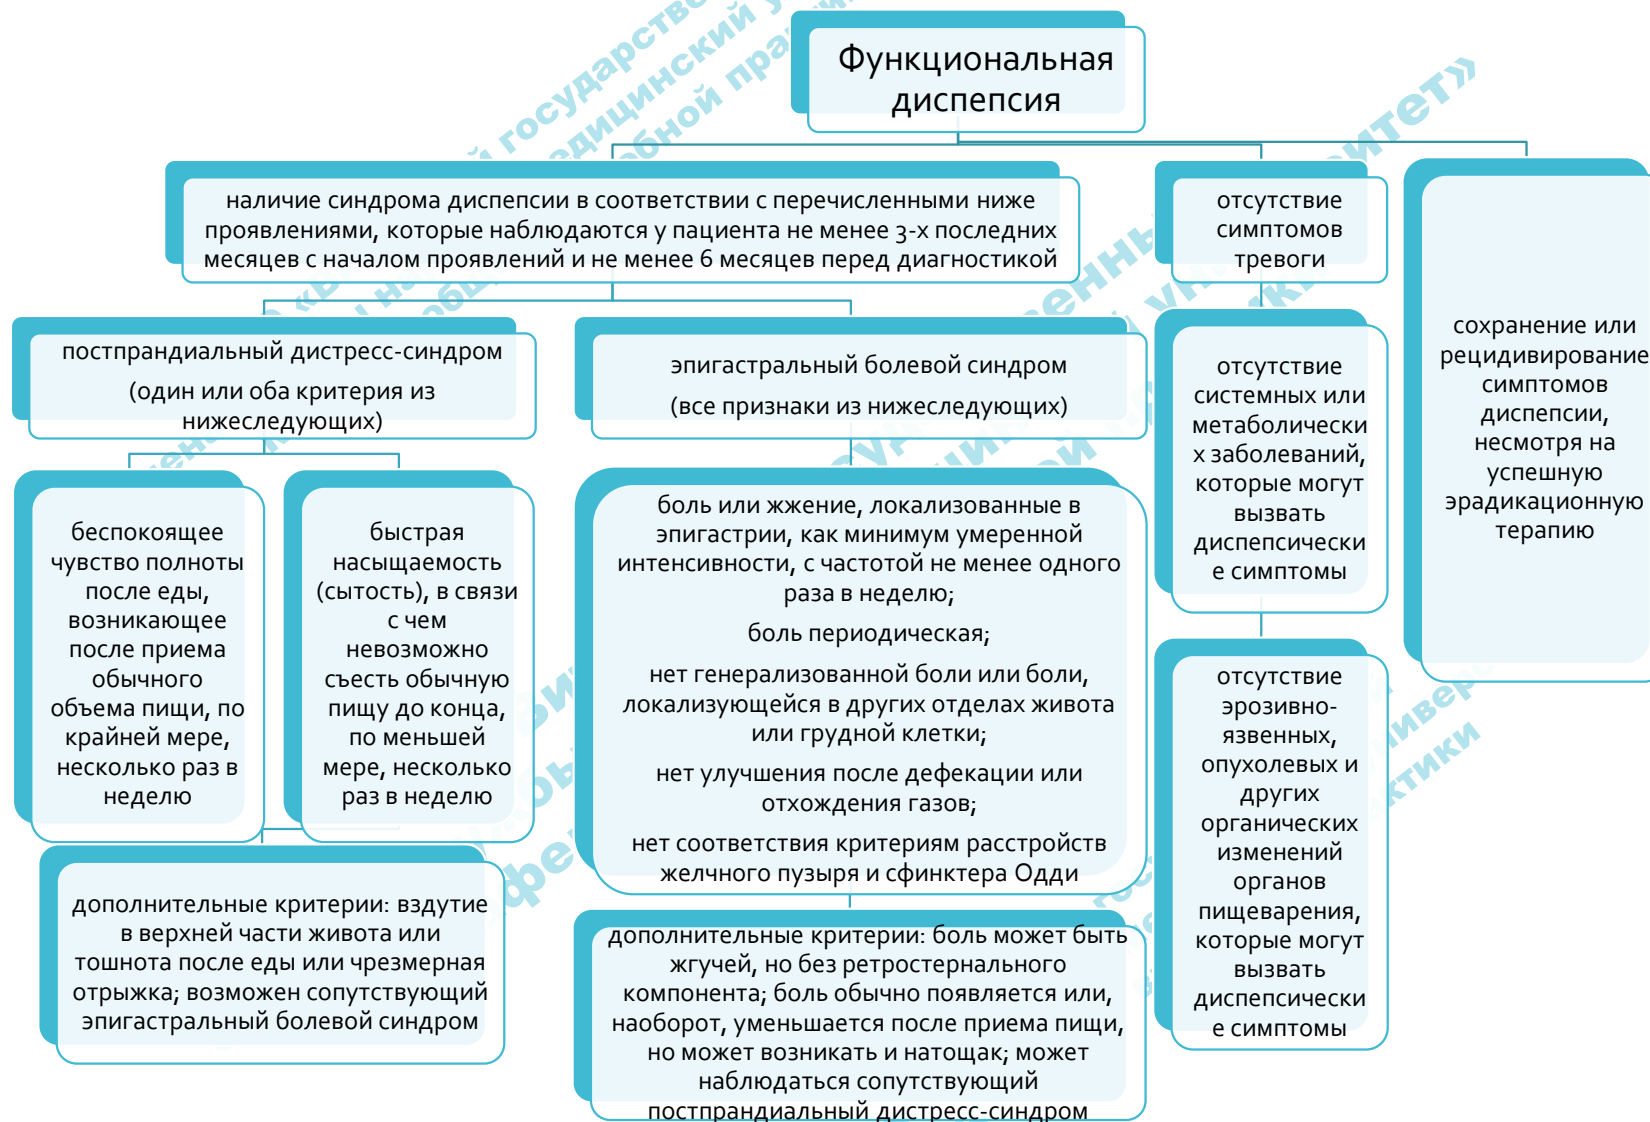 Функциональная
диспепсия
наличие синдрома диспепсии в соответствии с перечисленными ниже
проявлениями, которые наблюдаются у пациента не менее 3-х последних
месяцев с началом проявлений и не менее 6 месяцев перед диагностикой
постпрандиальный дистресс-синдром
(один или оба критерия из
нижеследующих)
беспокоящее
чувство полноты
после еды,
возникающее
после приема
обычного
объема пищи, по
крайней мере,
несколько раз в
неделю
быстрая
насыщаемость
(сытость), в связи
с чем
невозможно
съесть обычную
пищу до конца,
по меньшей
мере, несколько
раз в неделю
дополнительные критерии: вздутие
в верхней части живота или
тошнота после еды или чрезмерная
отрыжка; возможен сопутствующий
эпигастральный болевой синдром
эпигастральный болевой синдром
(все признаки из нижеследующих)
боль или жжение, локализованные в
эпигастрии, как минимум умеренной
интенсивности, с частотой не менее одного
раза в неделю;
боль периодическая;
нет генерализованной боли или боли,
локализующейся в других отделах живота
или грудной клетки;
нет улучшения после дефекации или
отхождения газов;
нет соответствия критериям расстройств
желчного пузыря и сфинктера Одди
дополнительные критерии: боль может быть
жгучей, но без ретростернального
компонента; боль обычно появляется или,
наоборот, уменьшается после приема пищи,
но может возникать и натощак; может
наблюдаться сопутствующий
постпрандиальный дистресс-синдром
отсутствие
симптомов
тревоги
отсутствие
системных или
метаболически
х заболеваний,
которые могут
вызвать
диспепсически
е симптомы
отсутствие
эрозивно-
язвенных,
опухолевых и
других
органических
изменений
органов
пищеварения,
которые могут
вызвать
диспепсически
е симптомы
сохранение или
рецидивирование
симптомов
диспепсии,
несмотря на
успешную
эрадикационную
терапию